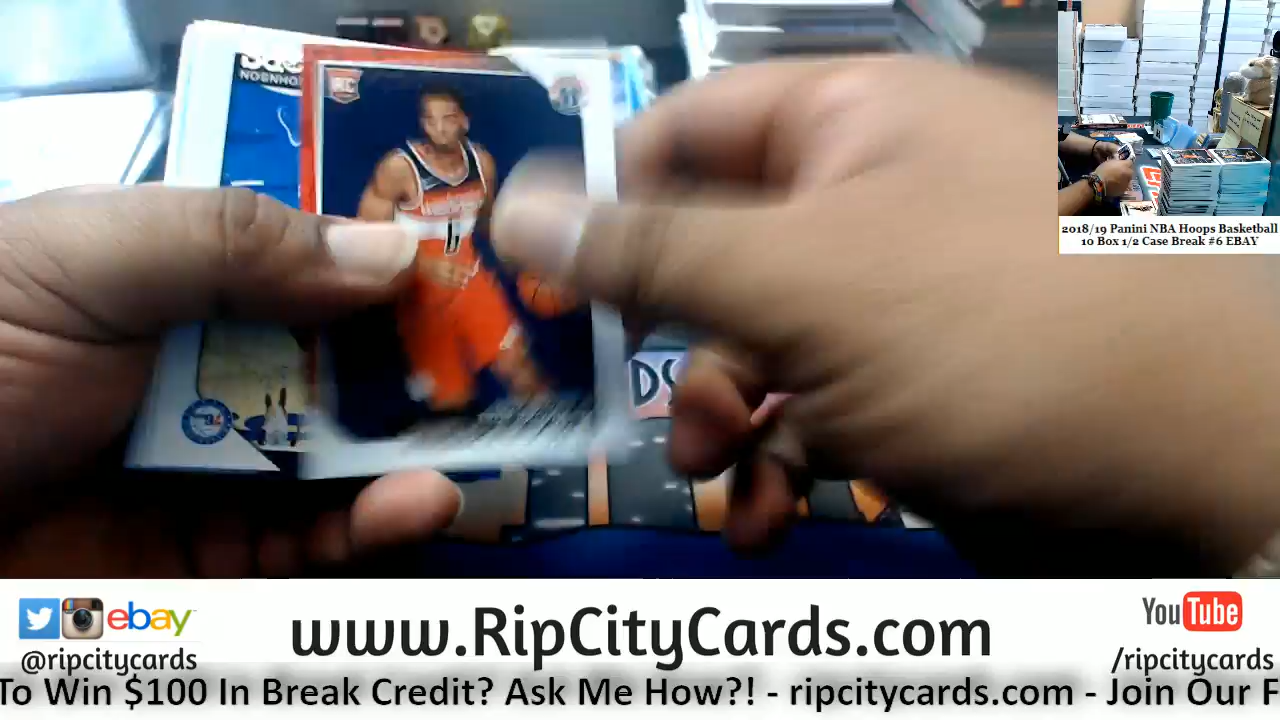 RC
2018/19 Panini NBA Hoops Basketball
10 Box 1/2 Case Break #6 EBAY
DS
ebay
www.RipCityCards.com
YouTube
@ripcitycards
/ripcitycards
To Win $100 In Break Credit? Ask Me How?! - ripcitycards.com - Join Our F